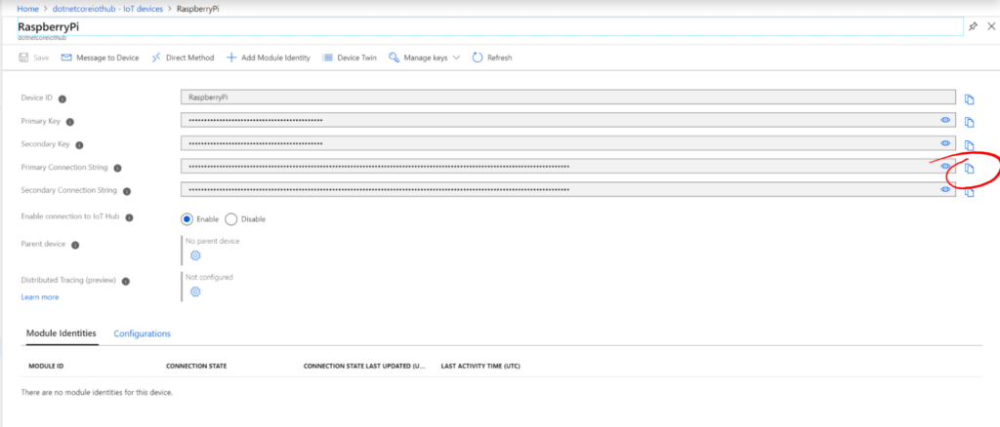 Home > dotnetcoreiothub - IoT devices > RaspberryPi
RaspberryPi
dotnetcoreiothub
Save Message to Device Direct Method Add Module Identity Device Twin Manage keys Refresh
Device ID RaspberryPi
Primary Key
Secondary Key
Primary Connection String
Secondary Connection String
Enable connection to IoT Hub Enable Disable
Parent device No parent device
Distributed Tracing (preview) Not configured
Learn more
Module Identities Configurations
MODULE ID CONNECTION STATE CONNECTION STATE LAST UPDATED (U... LAST ACTIVITY TIME (UTC)
There are no module identities for this device.